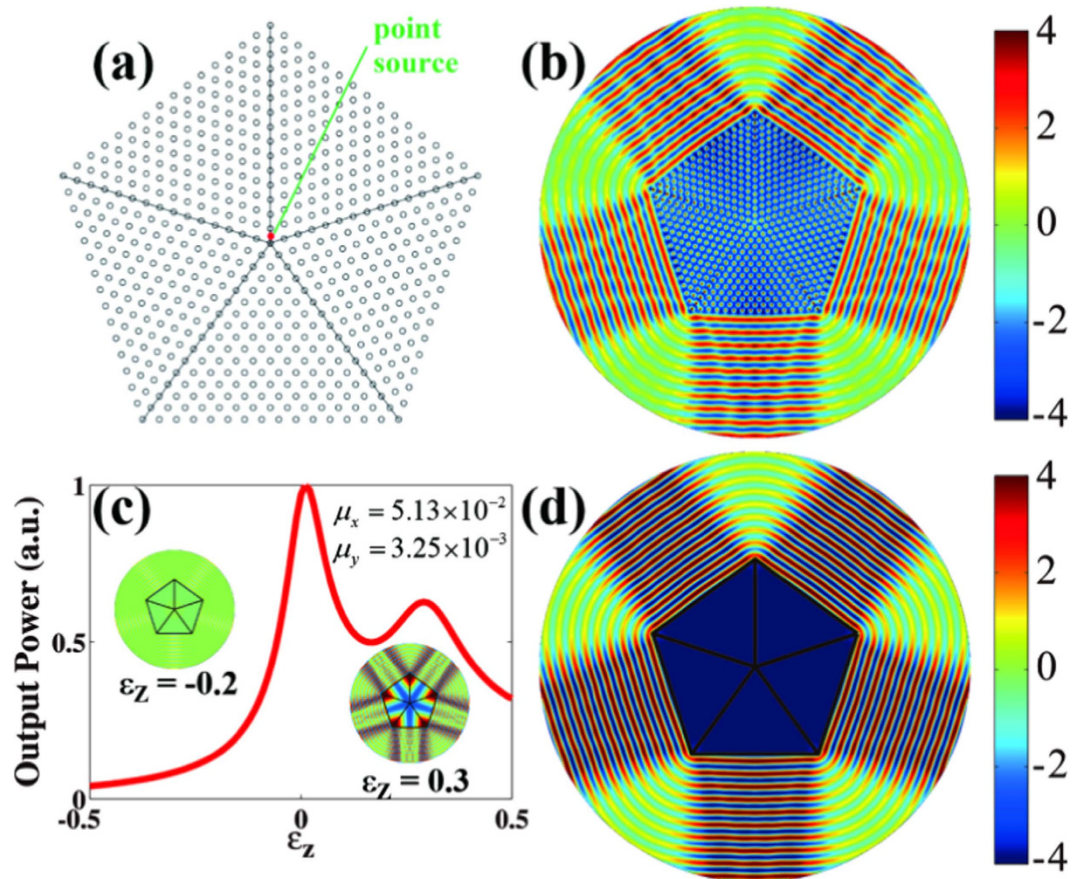 (a)
point
source
(b)
4
2
0
-2
-4
(c)
Output Power (a.u.)
1
0.5
0
-0.5
0
0.5
εz
μx = 5.13×10⁻²
μy = 3.25×10⁻³
εZ = -0.2
εZ = 0.3
(d)
4
2
0
-2
-4